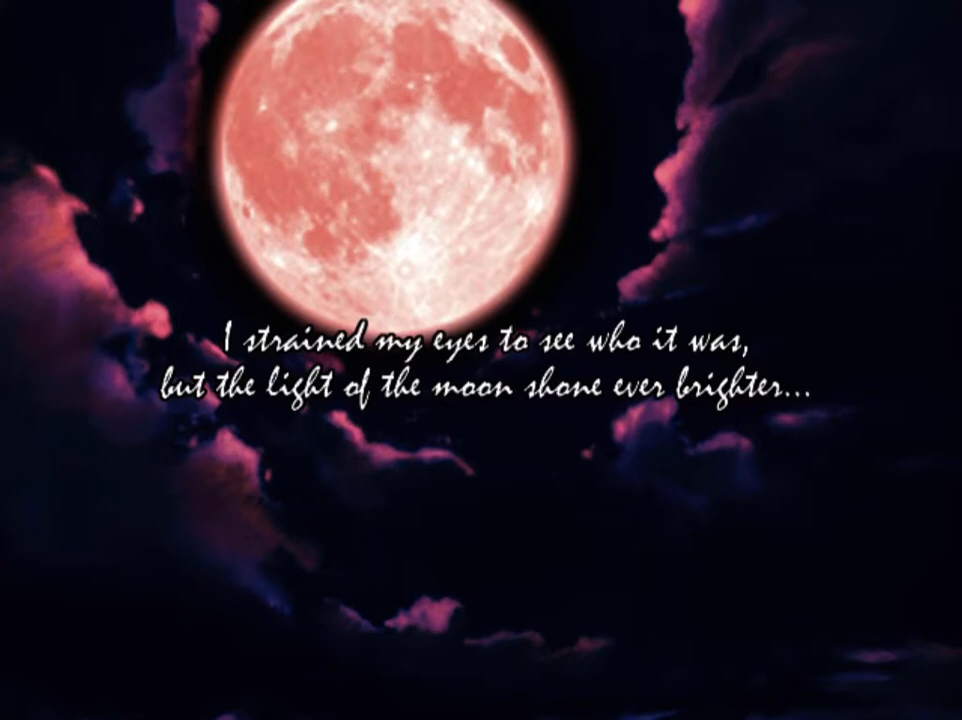 I strained my eyes to see who it was,
but the light of the moon shone ever brighter...